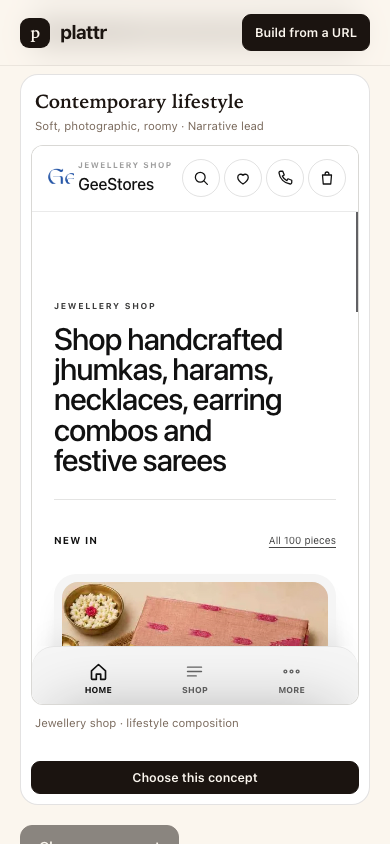 p plattr
Build from a URL
Contemporary lifestyle
Soft, photographic, roomy · Narrative lead
Ge
JEWELLERY SHOP
GeeStores
JEWELLERY SHOP
Shop handcrafted
jhumkas, harams,
necklaces, earring
combos and
festive sarees
NEW IN
All 100 pieces
HOME
SHOP
MORE
Jewellery shop · lifestyle composition
Choose this concept